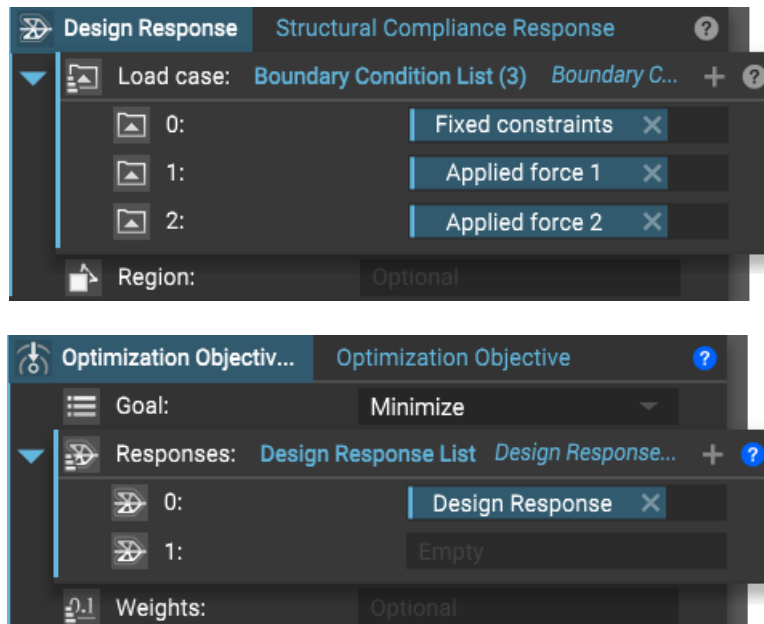 Design Response Structural Compliance Response ?
Load case: Boundary Condition List (3) Boundary C... + ?
0: Fixed constraints ×
1: Applied force 1 ×
2: Applied force 2 ×
Region: Optional
Optimization Objectiv... Optimization Objective ?
Goal: Minimize
Responses: Design Response List Design Response... + ?
0: Design Response ×
1: Empty
0.1 Weights: Optional